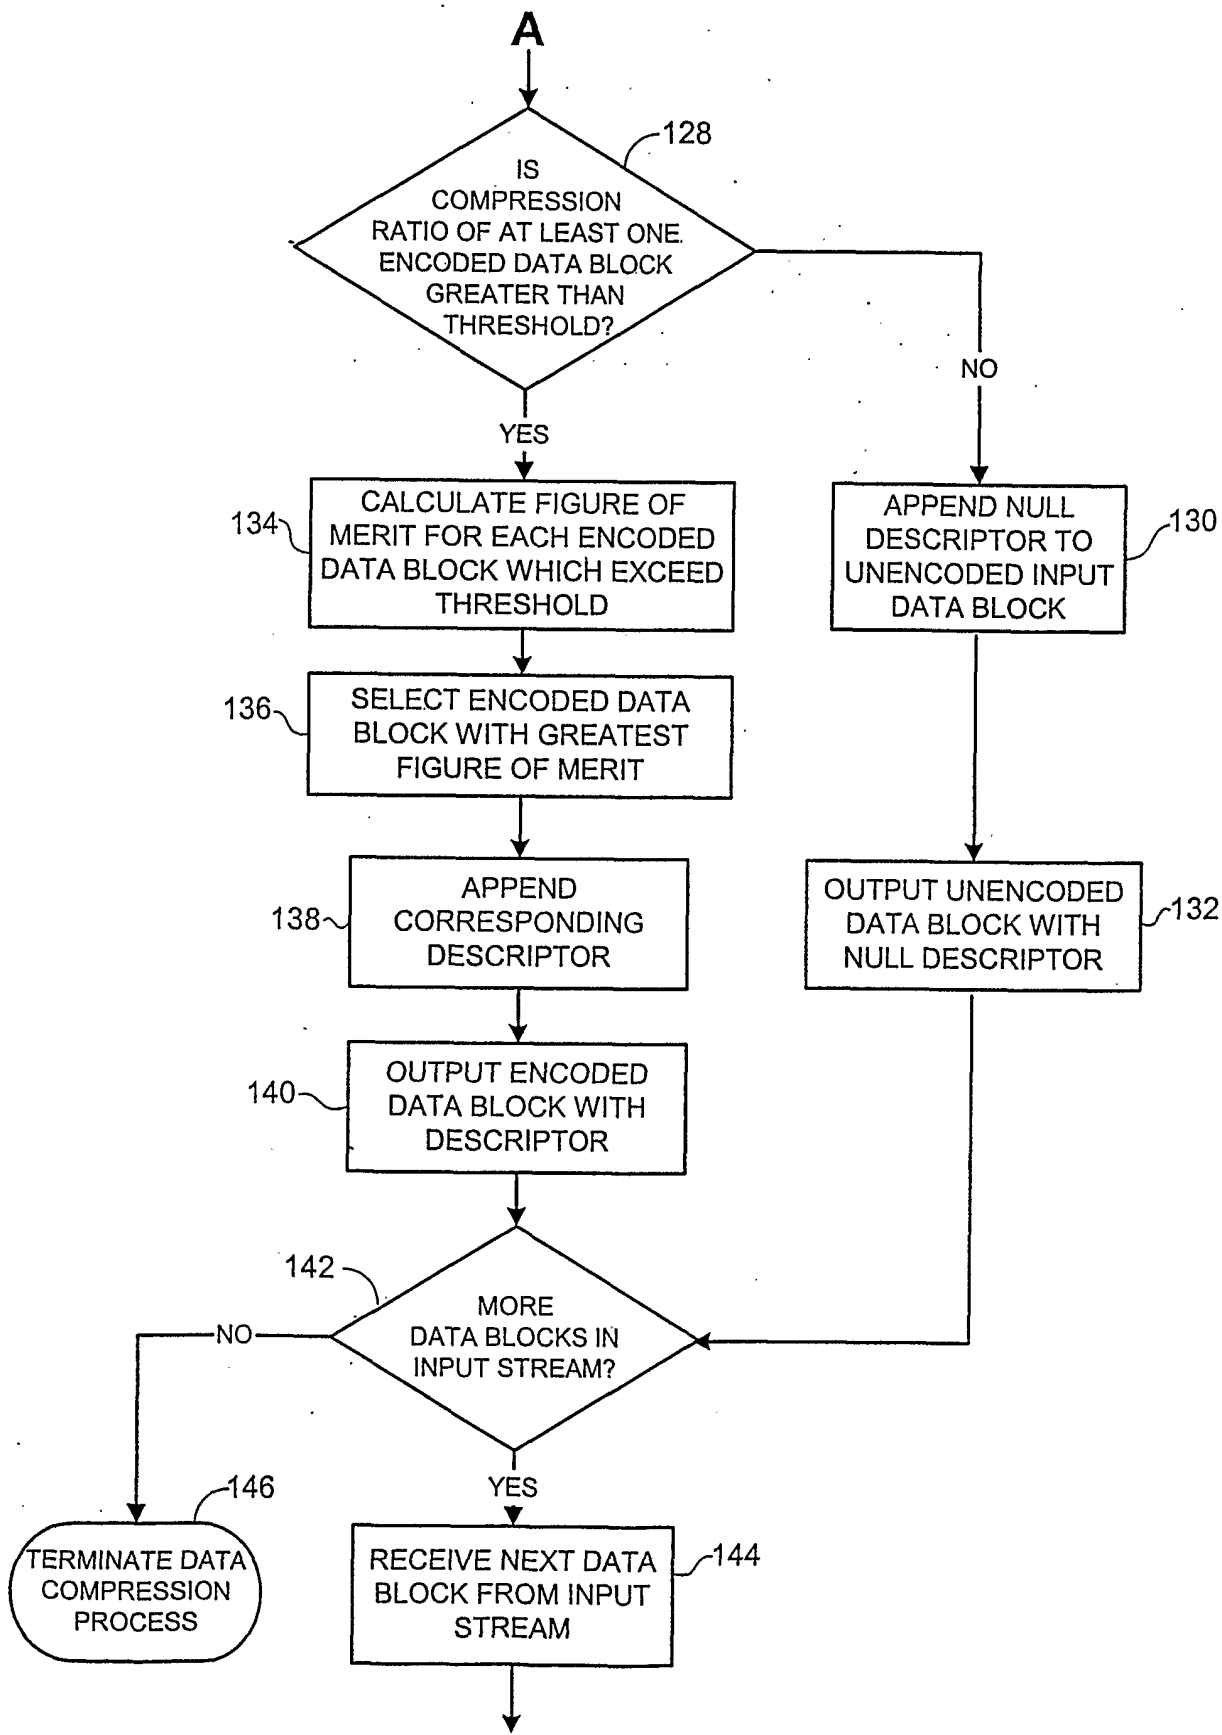 A
128
IS
COMPRESSION
RATIO OF AT LEAST ONE
ENCODED DATA BLOCK
GREATER THAN
THRESHOLD?
NO
YES
134
CALCULATE FIGURE OF
MERIT FOR EACH ENCODED
DATA BLOCK WHICH EXCEED
THRESHOLD
APPEND NULL
DESCRIPTOR TO
UNENCODED INPUT
DATA BLOCK
130
136
SELECT ENCODED DATA
BLOCK WITH GREATEST
FIGURE OF MERIT
138
APPEND
CORRESPONDING
DESCRIPTOR
OUTPUT UNENCODED
DATA BLOCK WITH
NULL DESCRIPTOR
132
140
OUTPUT ENCODED
DATA BLOCK WITH
DESCRIPTOR
142
MORE
DATA BLOCKS IN
INPUT STREAM?
NO
YES
146
TERMINATE DATA
COMPRESSION
PROCESS
RECEIVE NEXT DATA
BLOCK FROM INPUT
STREAM
144